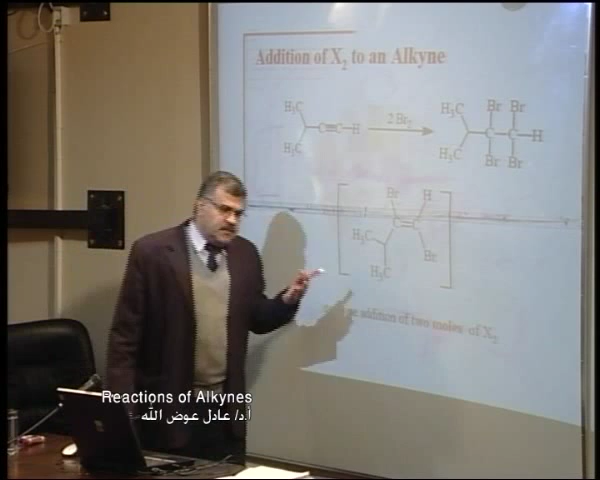 Addition of X₂ to an Alkyne
H₃C
C≡C—H
H₃C
2 Br₂
H₃C Br Br
C—C—H
H₃C Br Br
Br H
H₃C
H₃C Br
addition of two moles of X₂
Reactions of Alkynes
أ.د/ عادل عوض الله